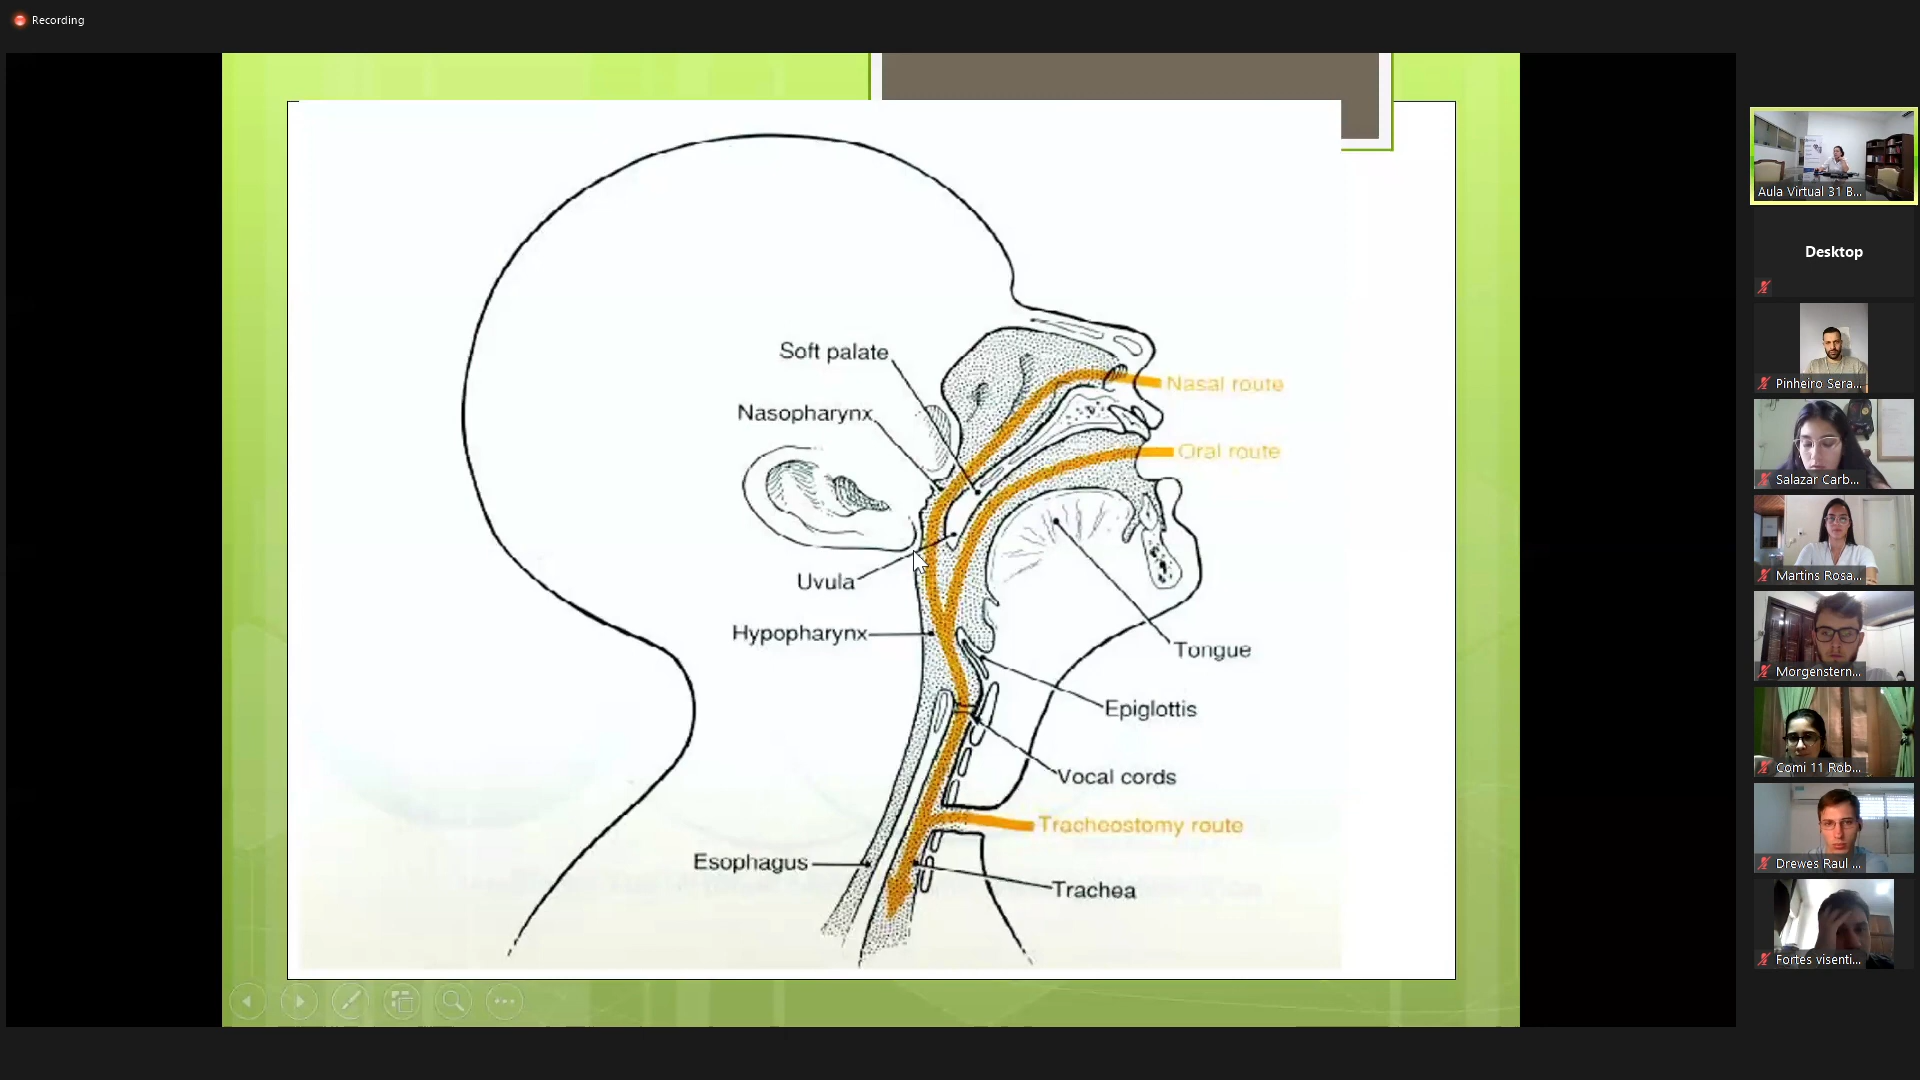 Recording
Soft palate
Nasal route
Nasopharynx
Oral route
Uvula
Hypopharynx
Tongue
Epiglottis
Vocal cords
Tracheostomy route
Esophagus
Trachea
Aula Virtual 31 B...
Desktop
Pinheiro Sera...
Salazar Carb...
Martins Rosa...
Morgenstern...
Comi 11 Rob...
Drewes Raul ...
Fortes visenti...